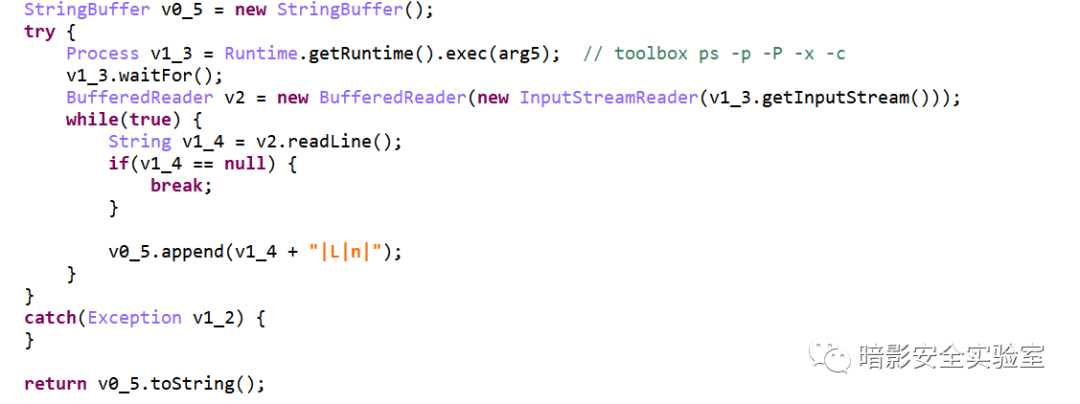 StringBuffer v0_5 = new StringBuffer();
try {
    Process v1_3 = Runtime.getRuntime().exec(arg5);  // toolbox ps -p -P -x -c
    v1_3.waitFor();
    BufferedReader v2 = new BufferedReader(new InputStreamReader(v1_3.getInputStream()));
    while(true) {
        String v1_4 = v2.readLine();
        if(v1_4 == null) {
            break;
        }
        v0_5.append(v1_4 + "|L|n|");
    }
}
catch(Exception v1_2) {
}
return v0_5.toString();
暗影安全实验室